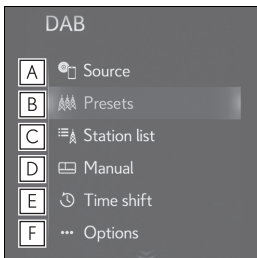 DAB
A Source
B Presets
C Station list
D Manual
E Time shift
F Options